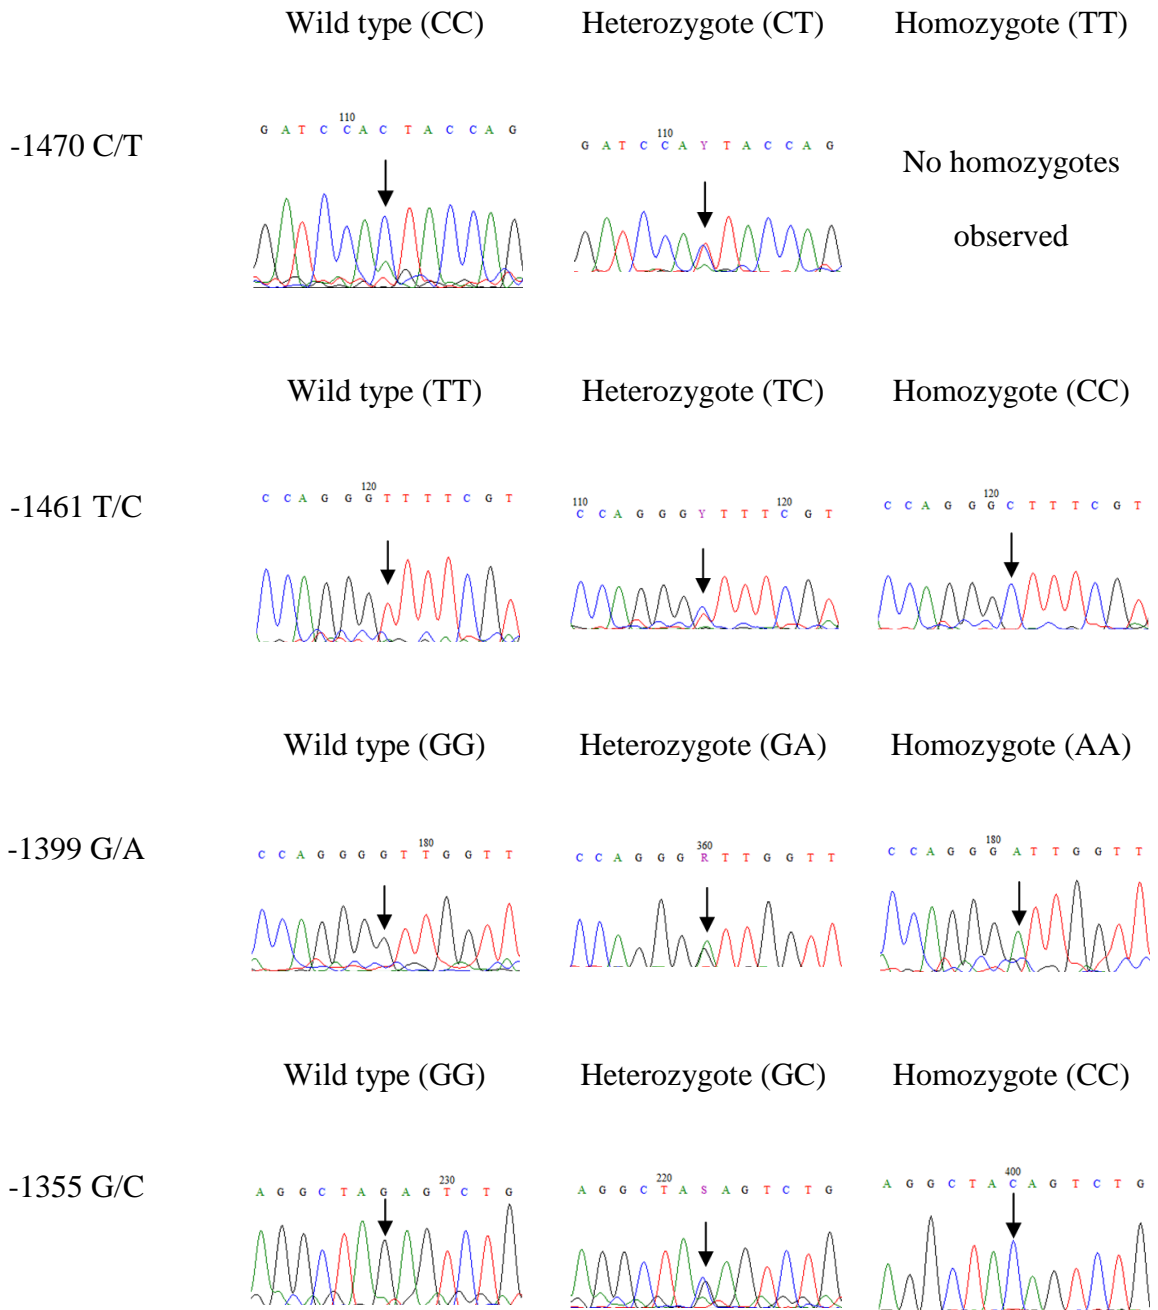 Wild type (CC) Heterozygote (CT) Homozygote (TT)
-1470 C/T
110
G A T C C A C T A C C A G
110
G A T C C A Y T A C C A G
No homozygotes
observed
Wild type (TT) Heterozygote (TC) Homozygote (CC)
-1461 T/C
120
C C A G G G T T T T C G T
110 120
C C A G G G Y T T T C G T
120
C C A G G G C T T T C G T
Wild type (GG) Heterozygote (GA) Homozygote (AA)
-1399 G/A
180
C C A G G G G T T G G T T
360
C C A G G G R T T G G T T
180
C C A G G G A T T G G T T
Wild type (GG) Heterozygote (GC) Homozygote (CC)
-1355 G/C
230
A G G C T A G A G T C T G
220
A G G C T A S A G T C T G
400
A G G C T A C A G T C T G